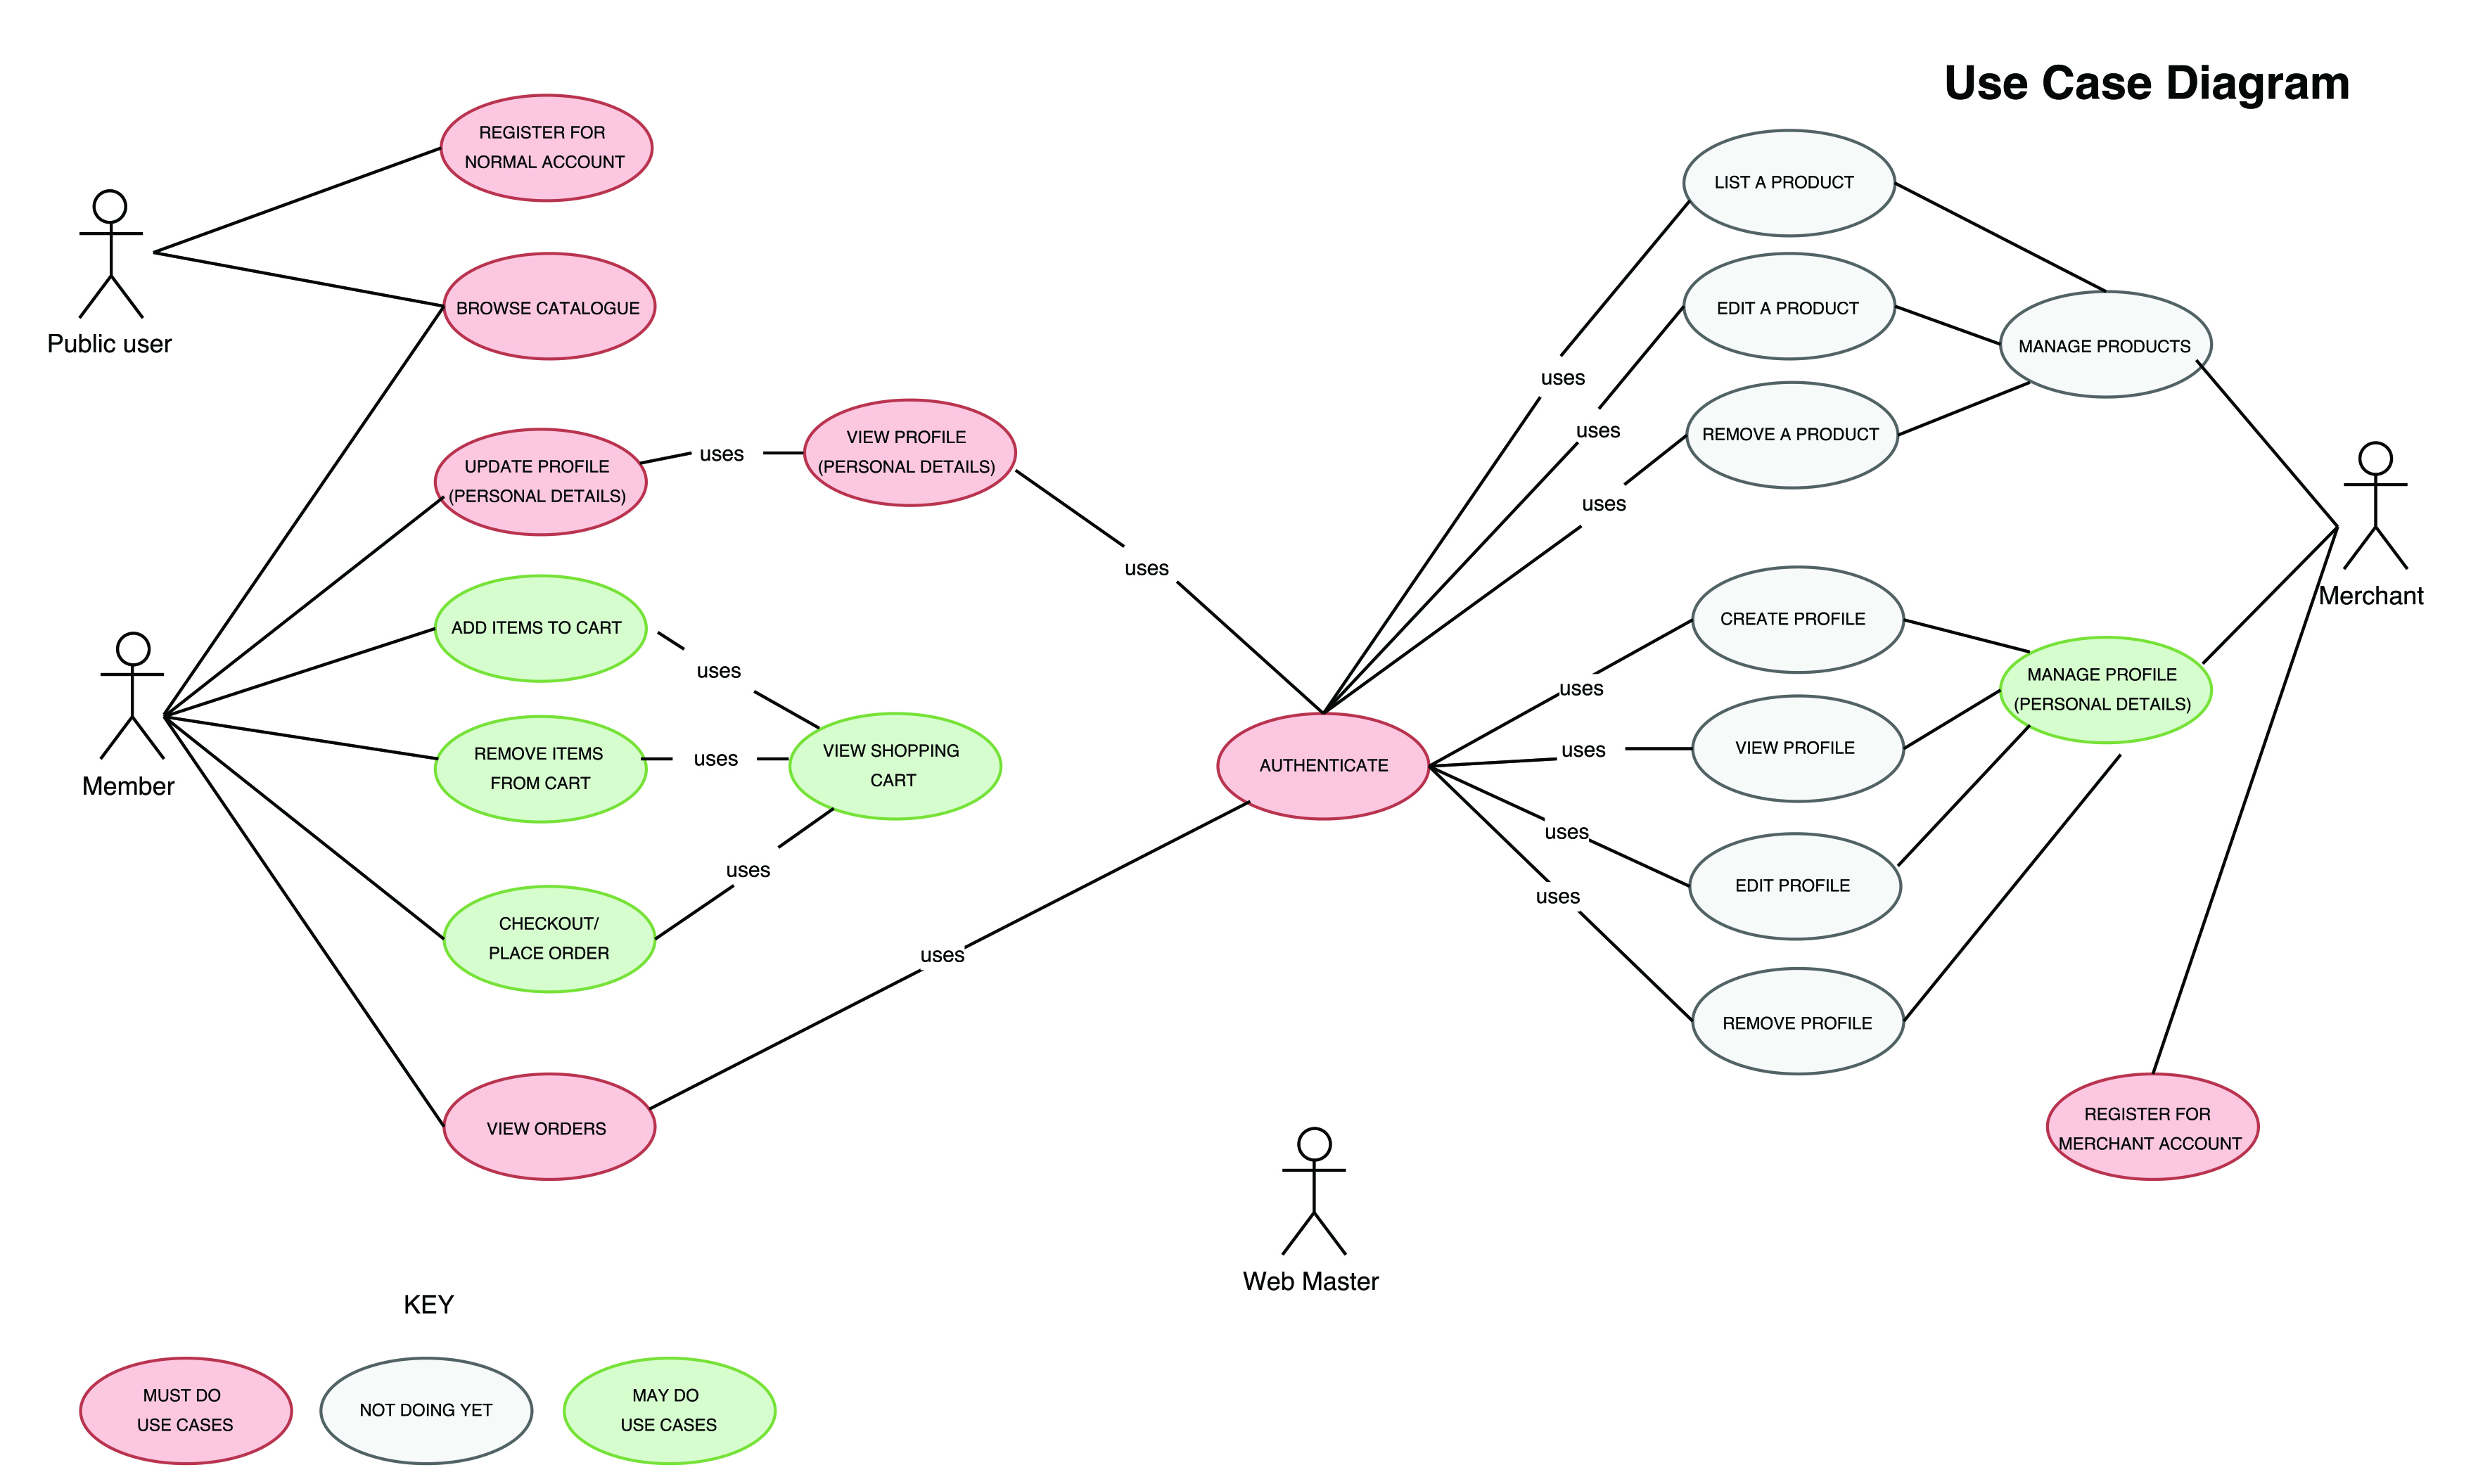 Use Case Diagram
REGISTER FOR
NORMAL ACCOUNT
LIST A PRODUCT
BROWSE CATALOGUE
EDIT A PRODUCT
Public user
MANAGE PRODUCTS
uses
UPDATE PROFILE
(PERSONAL DETAILS)
uses
VIEW PROFILE
(PERSONAL DETAILS)
uses
REMOVE A PRODUCT
uses
uses
Merchant
ADD ITEMS TO CART
uses
CREATE PROFILE
uses
MANAGE PROFILE
(PERSONAL DETAILS)
REMOVE ITEMS
FROM CART
uses
VIEW SHOPPING
CART
AUTHENTICATE
uses
VIEW PROFILE
Member
uses
uses
EDIT PROFILE
uses
CHECKOUT/
PLACE ORDER
uses
REMOVE PROFILE
VIEW ORDERS
REGISTER FOR
MERCHANT ACCOUNT
Web Master
KEY
MUST DO
USE CASES
NOT DOING YET
MAY DO
USE CASES